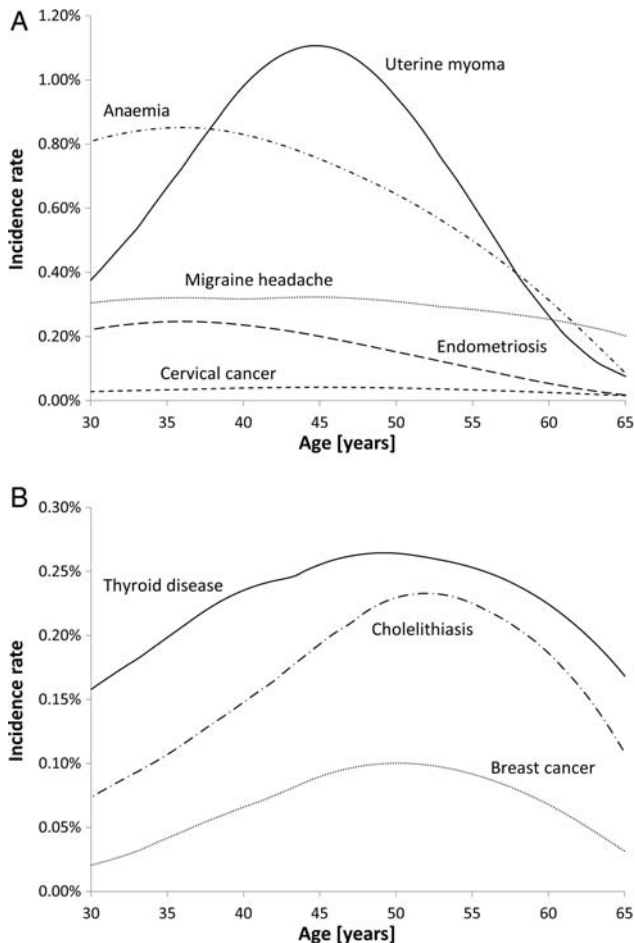 A
1.20%
1.00%
0.80%
0.60%
0.40%
0.20%
0.00%
Incidence rate
Uterine myoma
Anaemia
Migraine headache
Endometriosis
Cervical cancer
30 35 40 45 50 55 60 65
Age [years]
B
0.30%
0.25%
0.20%
0.15%
0.10%
0.05%
0.00%
Incidence rate
Thyroid disease
Cholelithiasis
Breast cancer
30 35 40 45 50 55 60 65
Age [years]